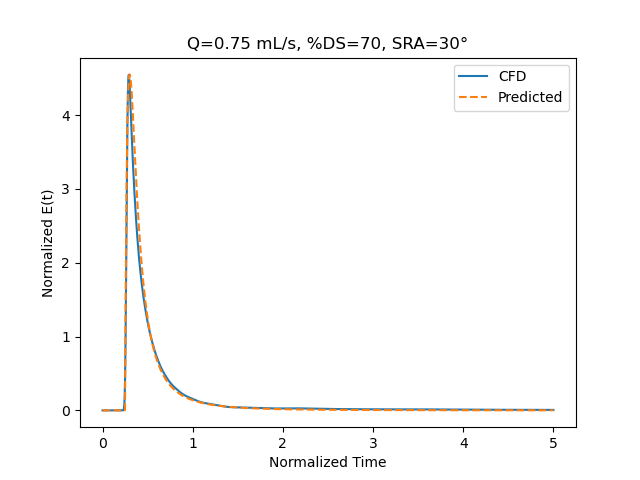 Q=0.75 mL/s, %DS=70, SRA=30°
CFD
Predicted
Normalized E(t)
4
3
2
1
0
0 1 2 3 4 5
Normalized Time